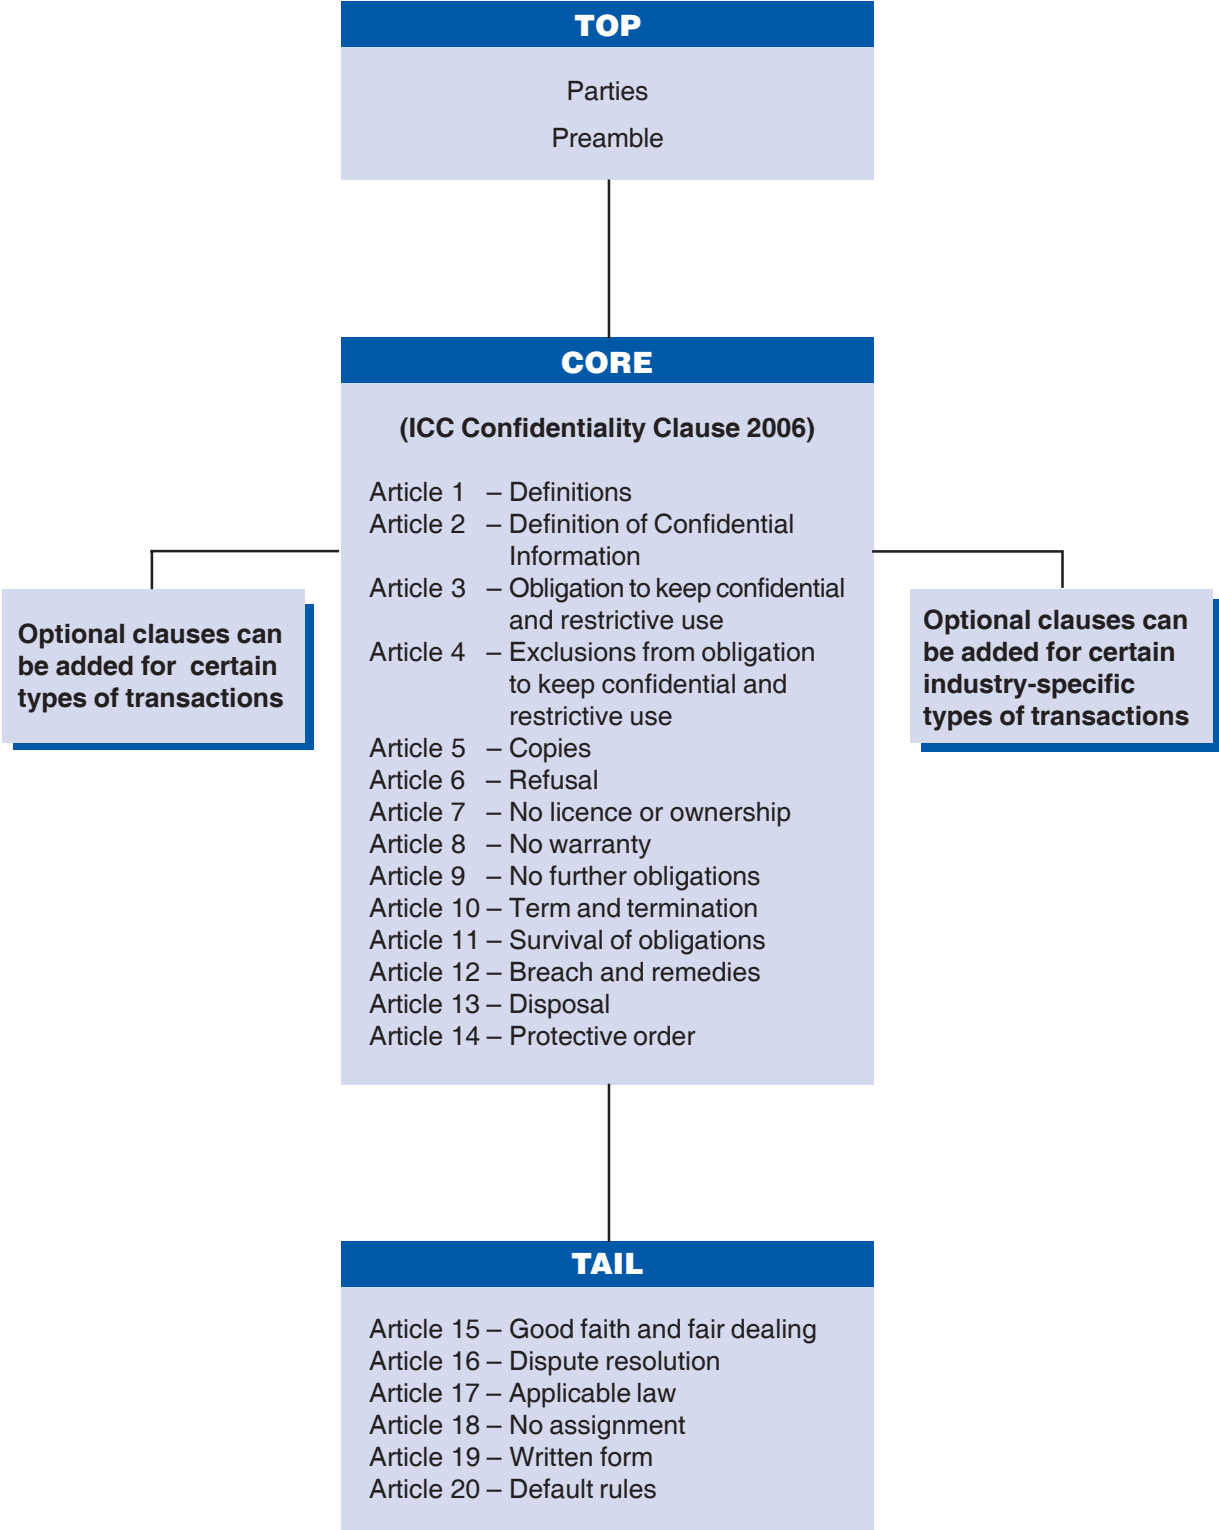 TOP
Parties
Preamble
CORE
(ICC Confidentiality Clause 2006)
Article 1 – Definitions
Article 2 – Definition of Confidential
Information
Article 3 – Obligation to keep confidential
and restrictive use
Article 4 – Exclusions from obligation
to keep confidential and
restrictive use
Article 5 – Copies
Article 6 – Refusal
Article 7 – No licence or ownership
Article 8 – No warranty
Article 9 – No further obligations
Article 10 – Term and termination
Article 11 – Survival of obligations
Article 12 – Breach and remedies
Article 13 – Disposal
Article 14 – Protective order
Optional clauses can
be added for certain
types of transactions
Optional clauses can
be added for certain
industry-specific
types of transactions
TAIL
Article 15 – Good faith and fair dealing
Article 16 – Dispute resolution
Article 17 – Applicable law
Article 18 – No assignment
Article 19 – Written form
Article 20 – Default rules